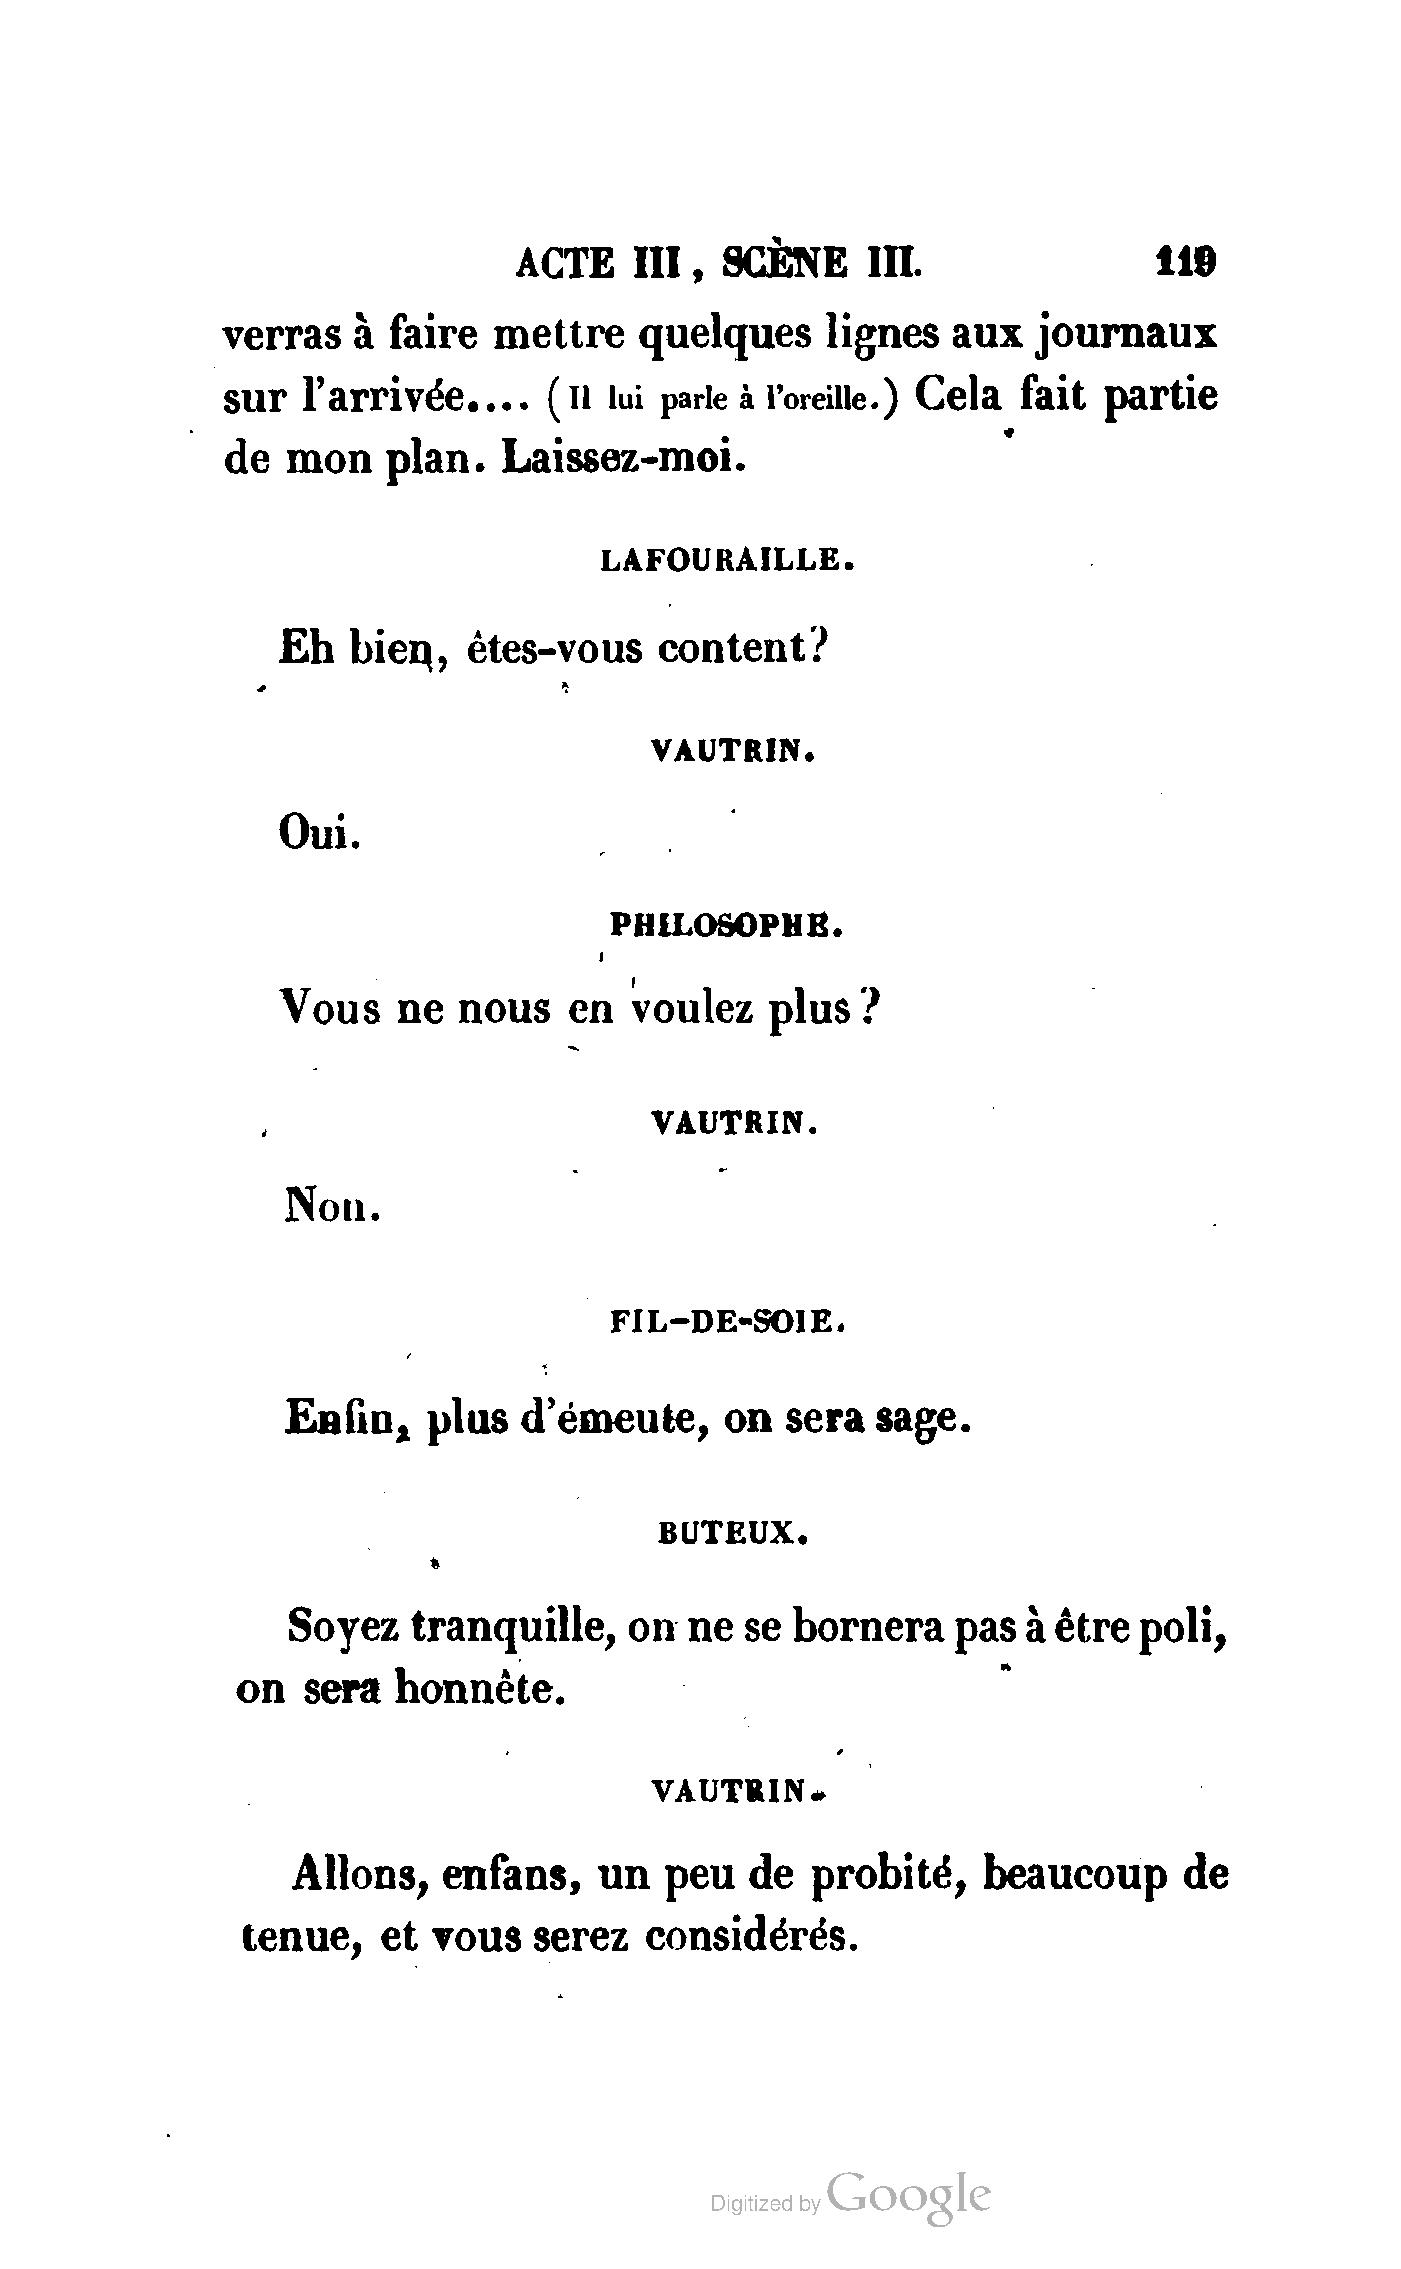 ACTE III, SCÈNE III. 119
verras à faire mettre quelques lignes aux journaux
sur l'arrivée.... (Il lui parle à l'oreille.) Cela fait partie
de mon plan. Laissez-moi.
LAFOURAILLE.
Eh bien, êtes-vous content?
VAUTRIN.
Oui.
PHILOSOPHE.
Vous ne nous en voulez plus?
VAUTRIN.
Non.
FIL-DE-SOIE.
Enfin, plus d'émeute, on sera sage.
BUTEUX.
Soyez tranquille, on ne se bornera pas à être poli,
on sera honnête.
VAUTRIN.
Allons, enfans, un peu de probité, beaucoup de
tenue, et vous serez considérés.
Digitized by Google